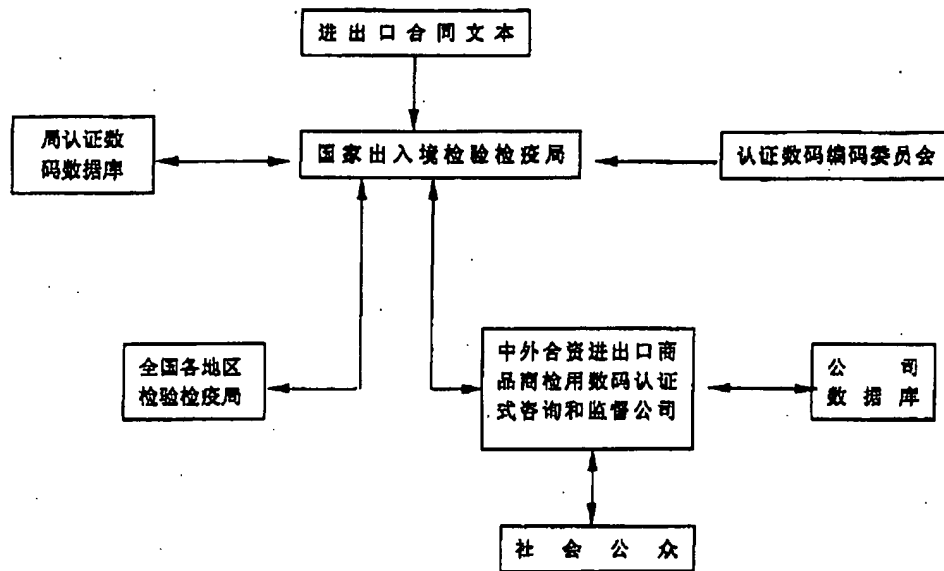 进出口合同文本
局认证数
码数据库
国家出入境检验检疫局
认证数码编码委员会
全国各地区
检验检疫局
中外合资进出口商
品商检用数码认证
式咨询和监督公司
公司
数据库
社会公众